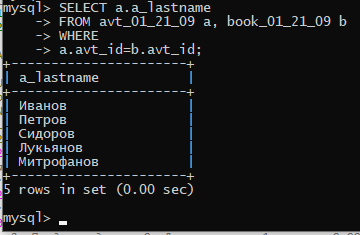 mysql> SELECT a.a_lastname
-> FROM avt_01_21_09 a, book_01_21_09 b
-> WHERE
-> a.avt_id=b.avt_id;
+----------------------+
| a_lastname |
+----------------------+
| Иванов |
| Петров |
| Сидоров |
| Лукьянов |
| Митрофанов |
+----------------------+
5 rows in set (0.00 sec)
mysql>